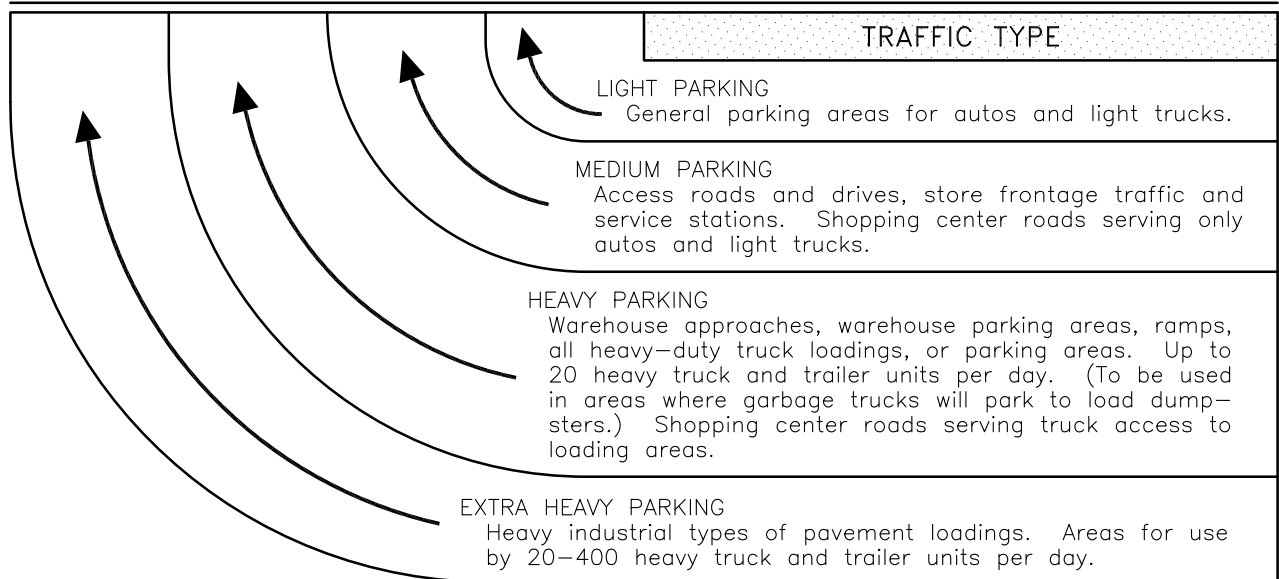 TRAFFIC TYPE
LIGHT PARKING
General parking areas for autos and light trucks.
MEDIUM PARKING
Access roads and drives, store frontage traffic and
service stations. Shopping center roads serving only
autos and light trucks.
HEAVY PARKING
Warehouse approaches, warehouse parking areas, ramps,
all heavy-duty truck loadings, or parking areas. Up to
20 heavy truck and trailer units per day. (To be used
in areas where garbage trucks will park to load dump-
sters.) Shopping center roads serving truck access to
loading areas.
EXTRA HEAVY PARKING
Heavy industrial types of pavement loadings. Areas for use
by 20-400 heavy truck and trailer units per day.